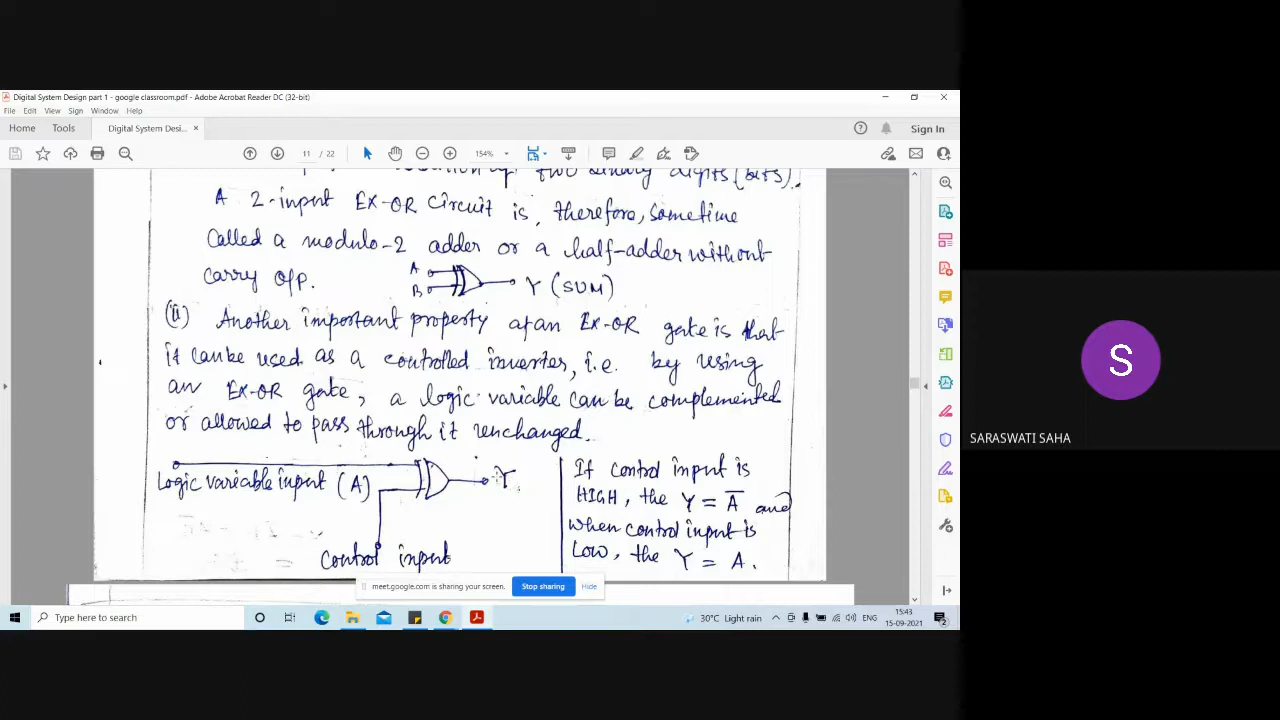 Digital System Design part 1 - google classroom.pdf - Adobe Acrobat Reader DC (32-bit)
File Edit View Sign Window Help
Home Tools Digital System Desi... × Sign In
11 / 22 154%
two binary digits (bits).
A 2-input EX-OR circuit is, therefore, sometime
called a modulo-2 adder or a half-adder without
carry o/p.
A
B
Y (SUM)
(ii) Another important property of an EX-OR gate is that
it can be used as a controlled inverter, i.e. by using
an EX-OR gate, a logic variable can be complemented
or allowed to pass through it unchanged.
Logic variable input (A)
Y
Control input
If control input is
HIGH, the Y = A̅ and
when control input is
Low, the Y = A.
meet.google.com is sharing your screen. Stop sharing Hide
S
SARASWATI SAHA
Type here to search
30°C Light rain
ENG
15:43
15-09-2021
2